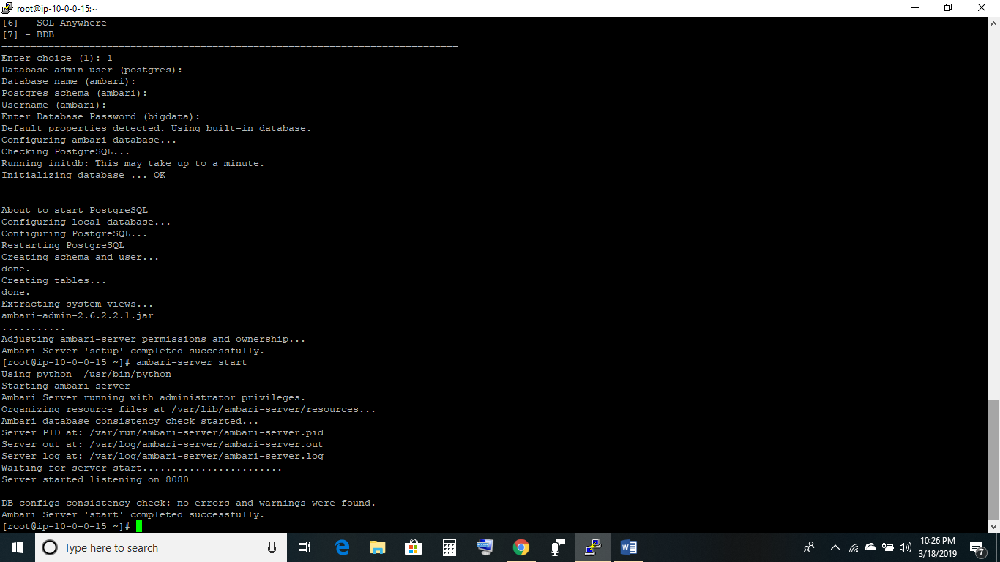 root@ip-10-0-0-15:~
[6] - SQL Anywhere
[7] - BDB
==============================================================================
Enter choice (1): 1
Database admin user (postgres):
Database name (ambari):
Postgres schema (ambari):
Username (ambari):
Enter Database Password (bigdata):
Default properties detected. Using built-in database.
Configuring ambari database...
Checking PostgreSQL...
Running initdb: This may take up to a minute.
Initializing database ... OK
About to start PostgreSQL
Configuring local database...
Configuring PostgreSQL...
Restarting PostgreSQL
Creating schema and user...
done.
Creating tables...
done.
Extracting system views...
ambari-admin-2.6.2.2.1.jar
...........
Adjusting ambari-server permissions and ownership...
Ambari Server 'setup' completed successfully.
[root@ip-10-0-0-15 ~]# ambari-server start
Using python  /usr/bin/python
Starting ambari-server
Ambari Server running with administrator privileges.
Organizing resource files at /var/lib/ambari-server/resources...
Ambari database consistency check started...
Server PID at: /var/run/ambari-server/ambari-server.pid
Server out at: /var/log/ambari-server/ambari-server.out
Server log at: /var/log/ambari-server/ambari-server.log
Waiting for server start........................
Server started listening on 8080
DB configs consistency check: no errors and warnings were found.
Ambari Server 'start' completed successfully.
[root@ip-10-0-0-15 ~]#
Type here to search
10:26 PM
3/18/2019
7